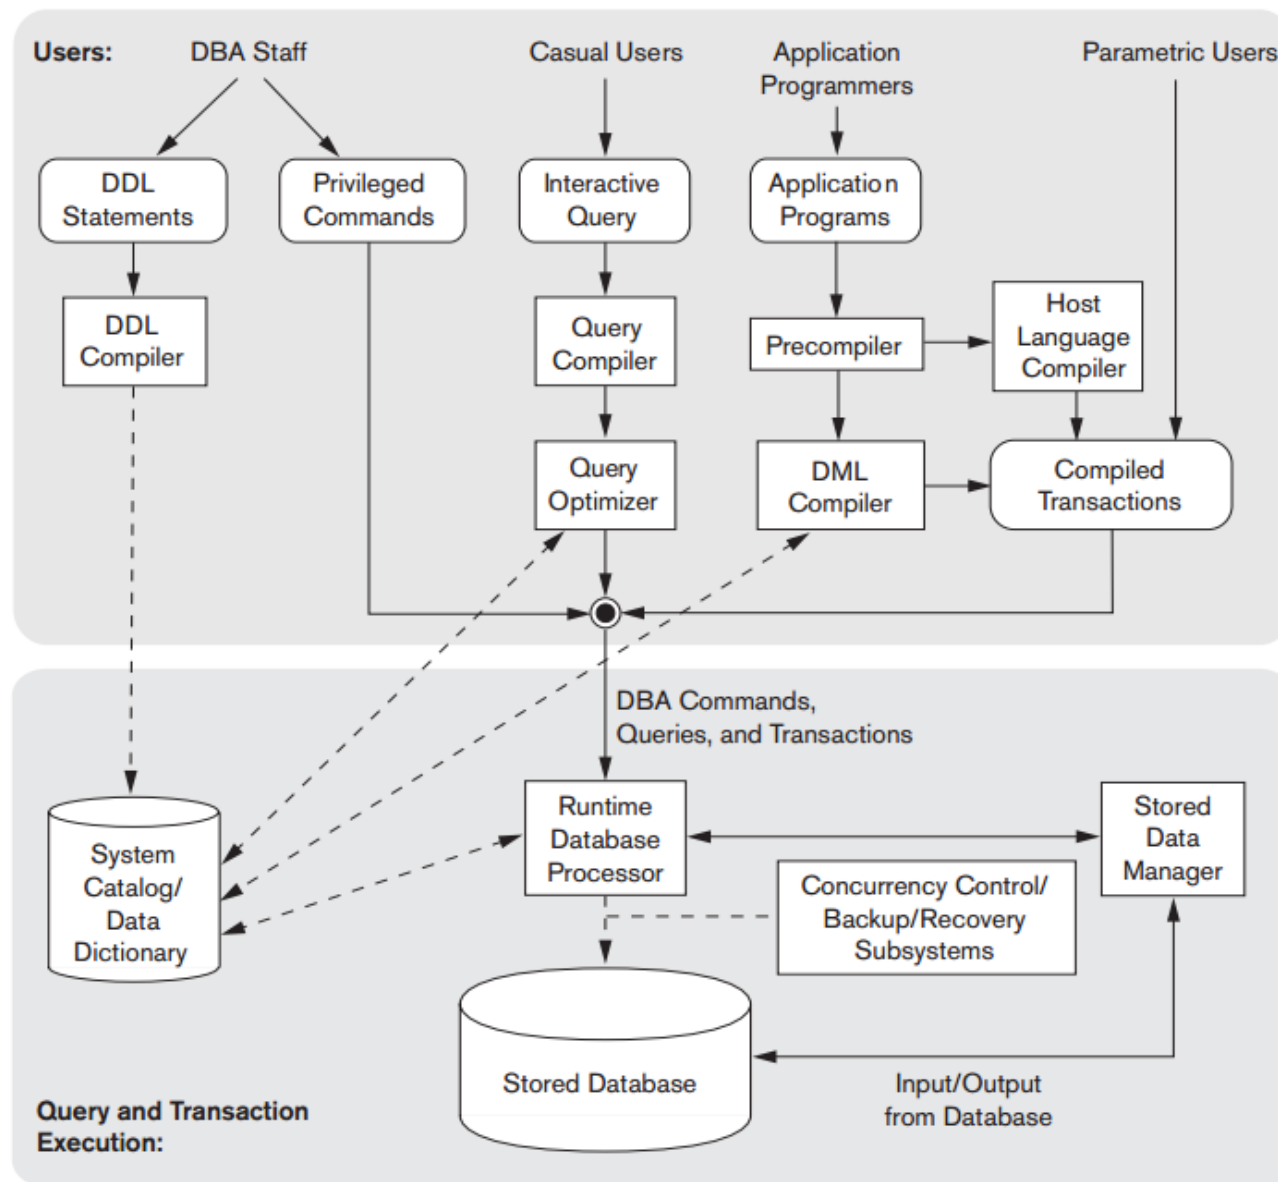 Users:
DBA Staff
Casual Users
Application
Programmers
Parametric Users
DDL
Statements
Privileged
Commands
Interactive
Query
Application
Programs
DDL
Compiler
Query
Compiler
Precompiler
Host
Language
Compiler
Query
Optimizer
DML
Compiler
Compiled
Transactions
DBA Commands,
Queries, and Transactions
System
Catalog/
Data
Dictionary
Runtime
Database
Processor
Stored
Data
Manager
Concurrency Control/
Backup/Recovery
Subsystems
Stored Database
Input/Output
from Database
Query and Transaction
Execution: